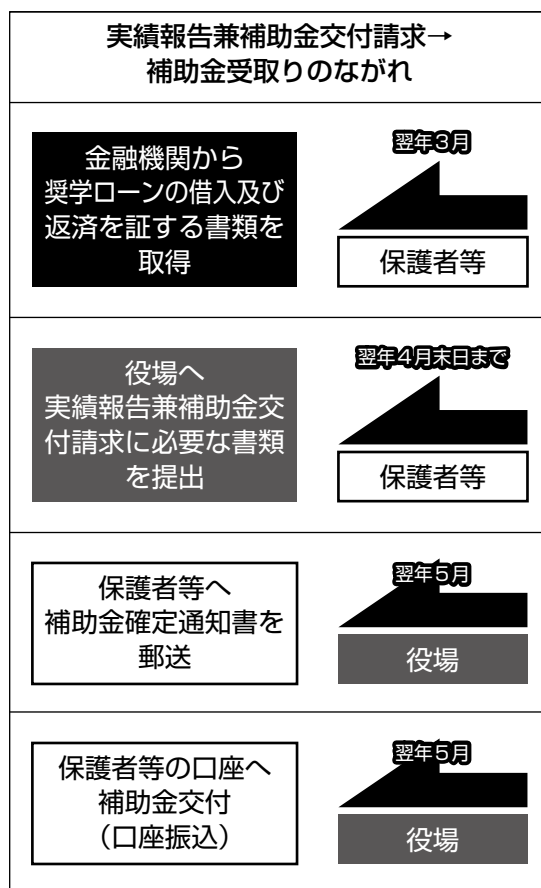 実績報告兼補助金交付請求→
補助金受取りのながれ
金融機関から
奨学ローンの借入及び
返済を証する書類を
取得
翌年3月
保護者等
役場へ
実績報告兼補助金交
付請求に必要な書類
を提出
翌年4月末日まで
保護者等
保護者等へ
補助金確定通知書を
郵送
翌年5月
役場
保護者等の口座へ
補助金交付
（口座振込）
翌年5月
役場